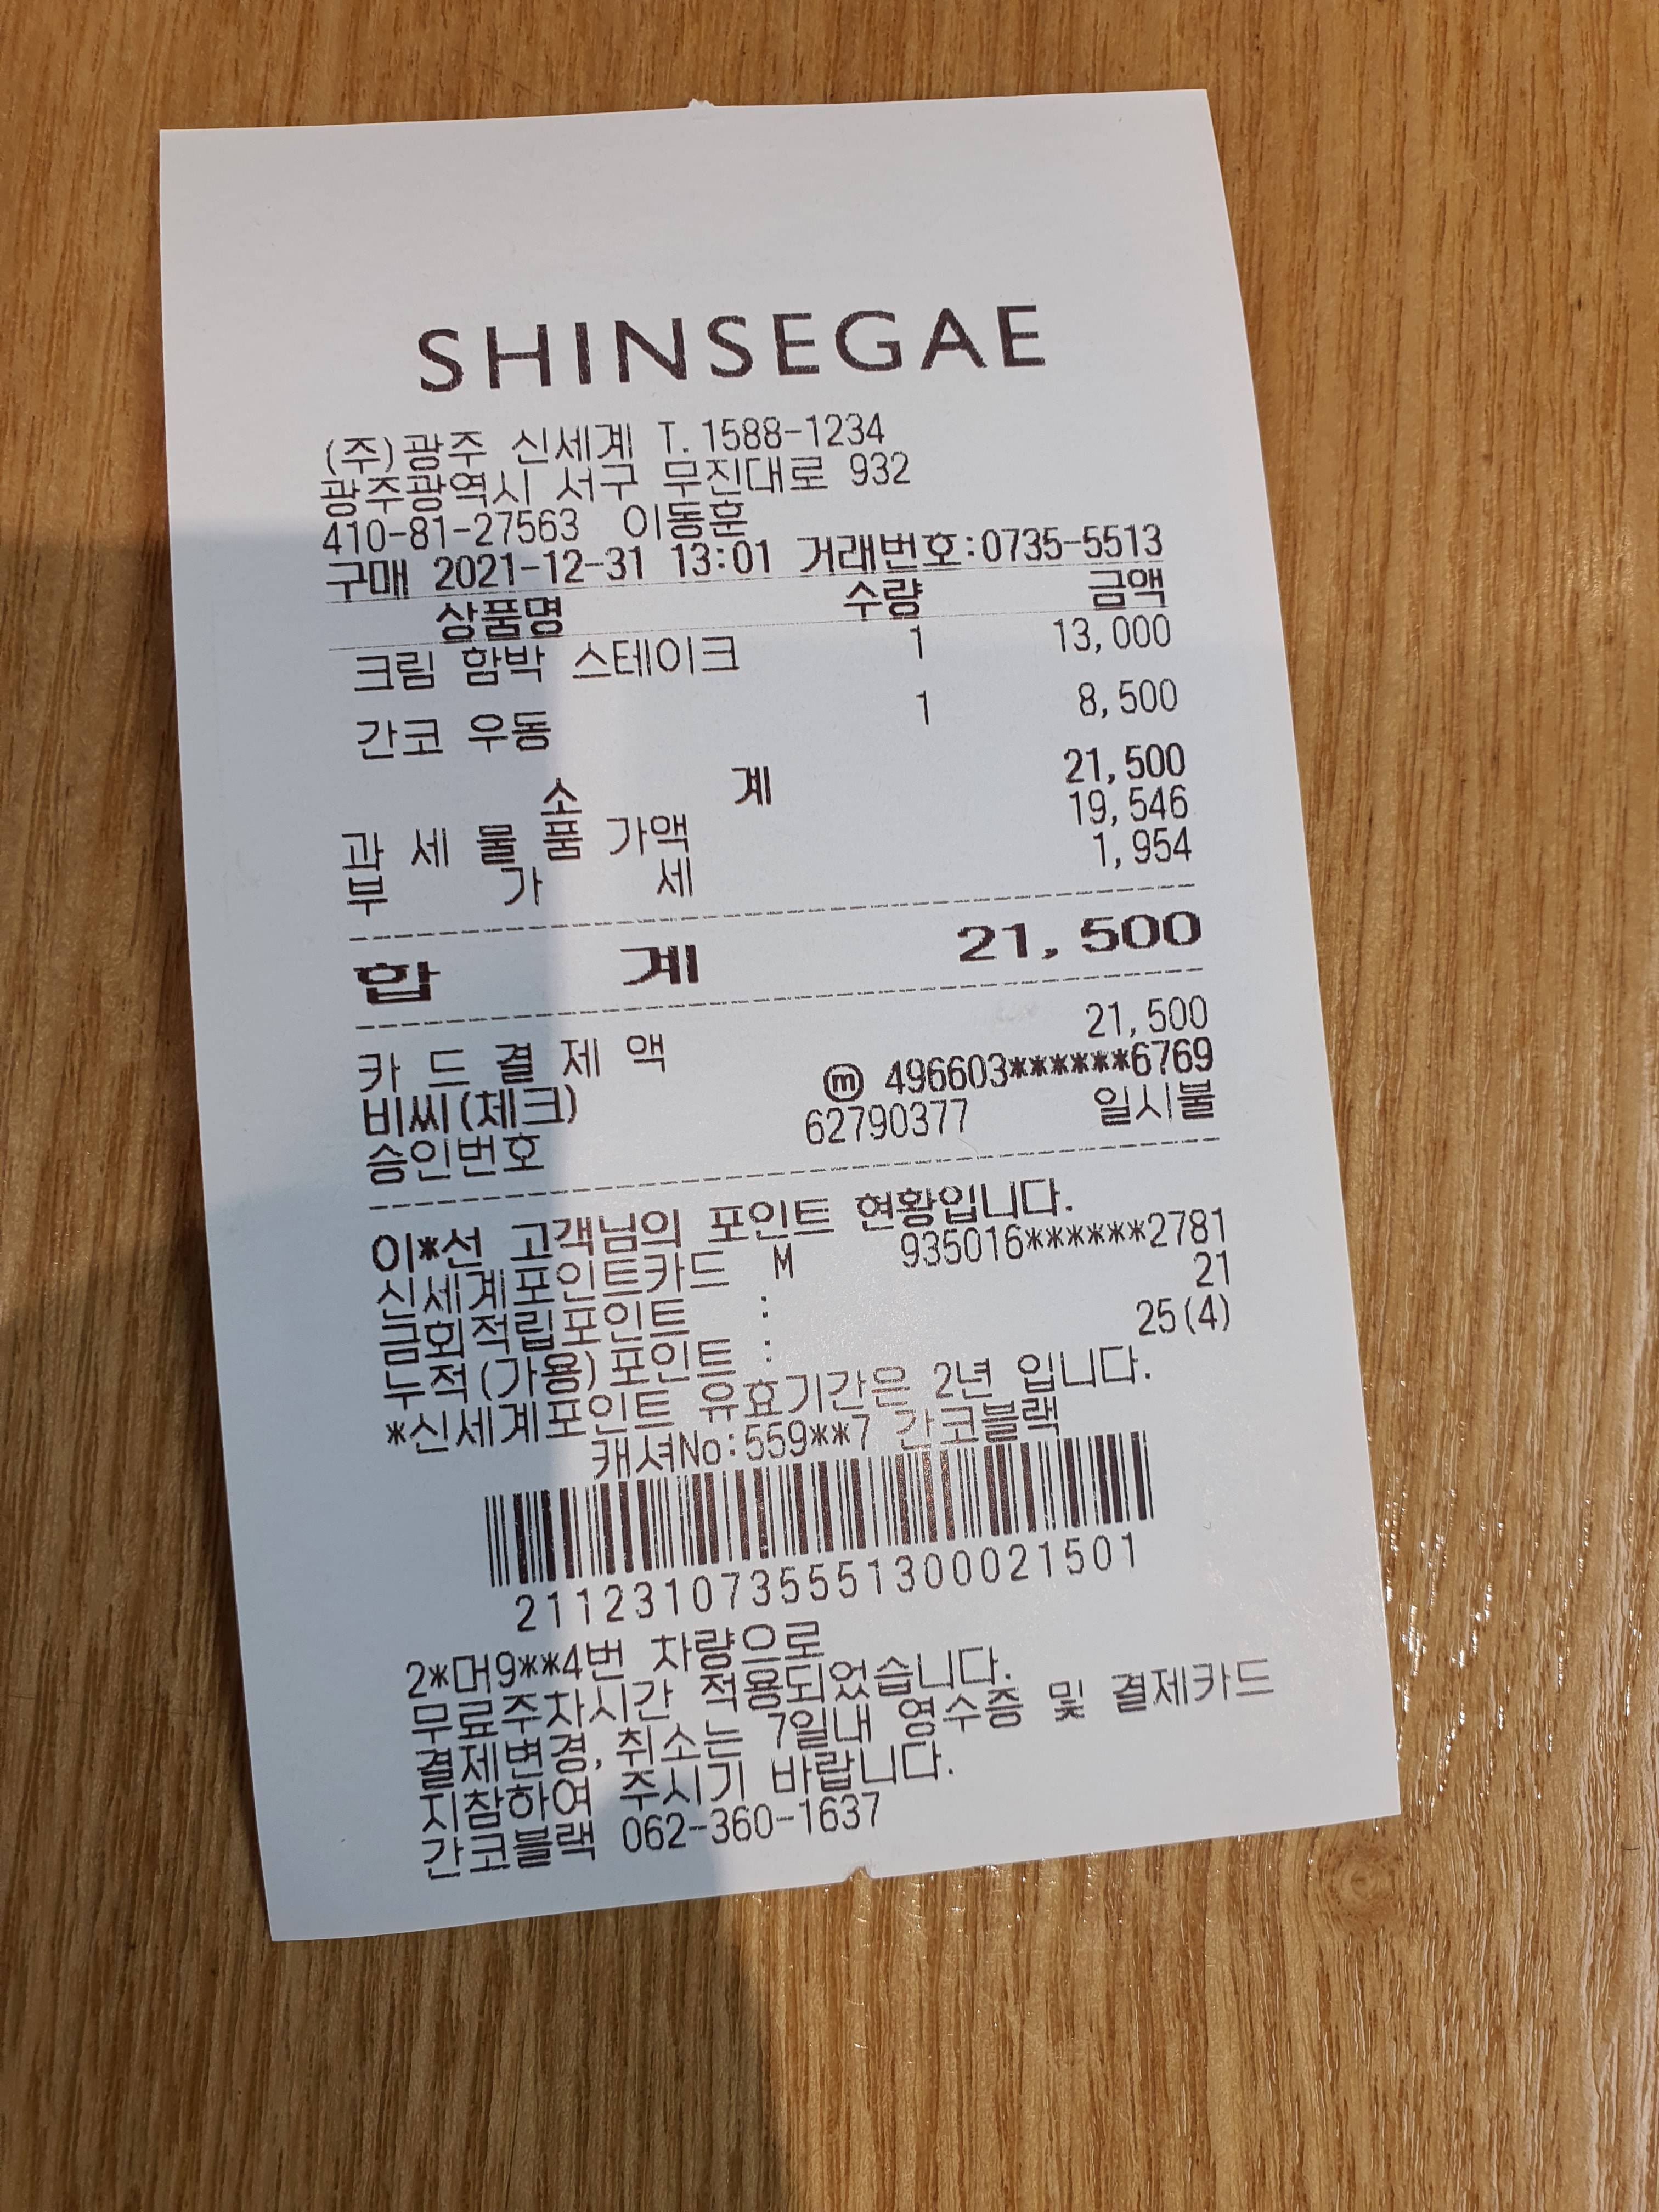 SHINSEGAE
(주)광주 신세계 T.1588-1234
광주광역시 서구 무진대로 932
410-81-27563 이동훈
구매 2021-12-31 13:01 거래번호:0735-5513
상품명 수량 금액
크림 함박 스테이크 1 13,000
간코 우동 1 8,500
소 계 21,500
과 세 물 품 가액 19,546
부 가 세 1,954
합 계 21,500
카 드 결 제 액 21,500
비씨(체크) ⓜ 496603******6769
승인번호 62790377 일시불
이*선 고객님의 포인트 현황입니다.
신세계포인트카드 M 935016******2781
금회적립포인트 : 21
누적(가용)포인트 : 25(4)
*신세계포인트 유효기간은 2년 입니다.
캐셔No:559**7 간코블랙
2112310735551300021501
2*머9**4번 차량으로
무료주차시간 적용되었습니다.
결제변경,취소는 7일내 영수증 및 결제카드
지참하여 주시기 바랍니다.
간코블랙 062-360-1637